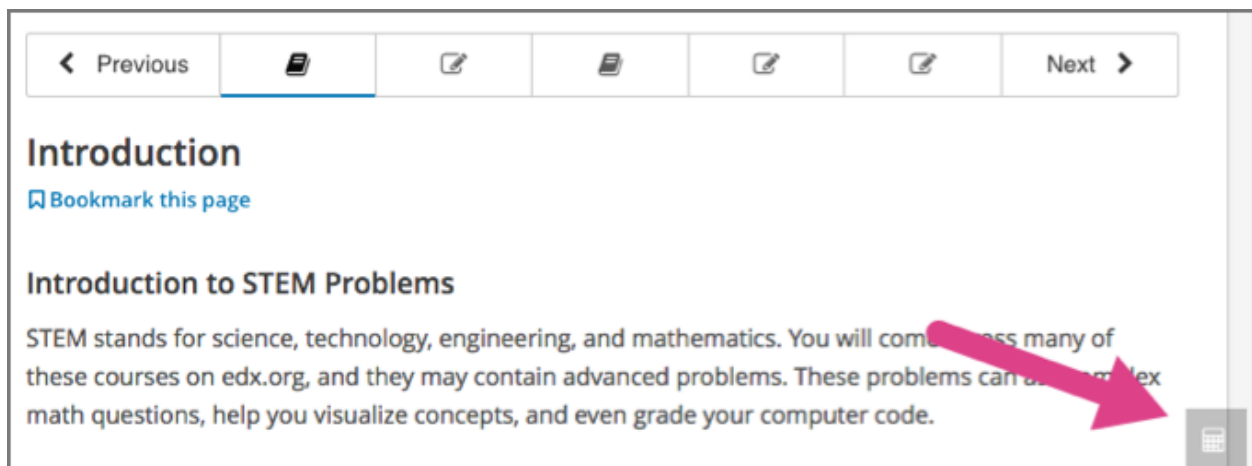 Previous
Next
Introduction
Bookmark this page
Introduction to STEM Problems
STEM stands for science, technology, engineering, and mathematics. You will many of
these courses on edx.org, and they may contain advanced problems. These problems can
math questions, help you visualize concepts, and even grade your computer code.